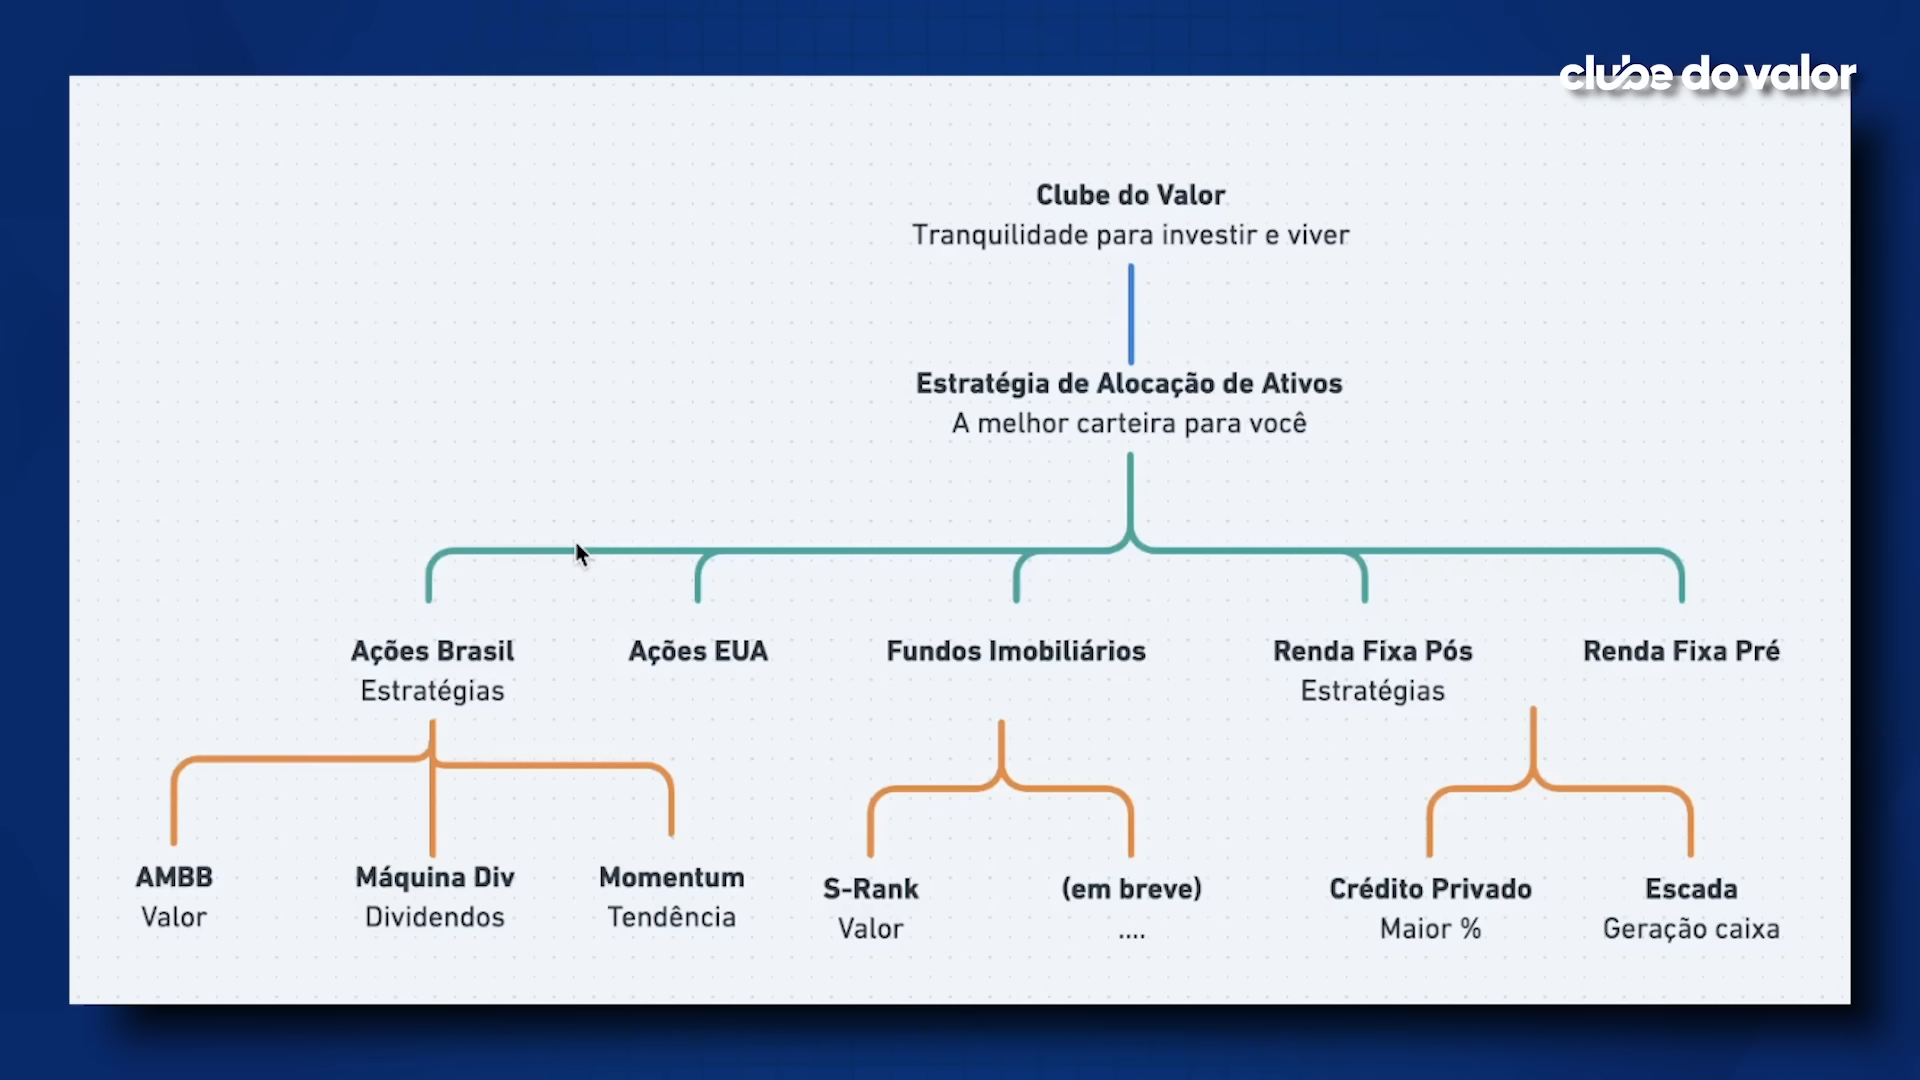 clube do valor
Clube do Valor
Tranquilidade para investir e viver
Estratégia de Alocação de Ativos
A melhor carteira para você
Ações Brasil
Estratégias
Ações EUA
Fundos Imobiliários
Renda Fixa Pós
Estratégias
Renda Fixa Pré
AMBB
Valor
Máquina Div
Dividendos
Momentum
Tendência
S-Rank
Valor
(em breve)
....
Crédito Privado
Maior %
Escada
Geração caixa